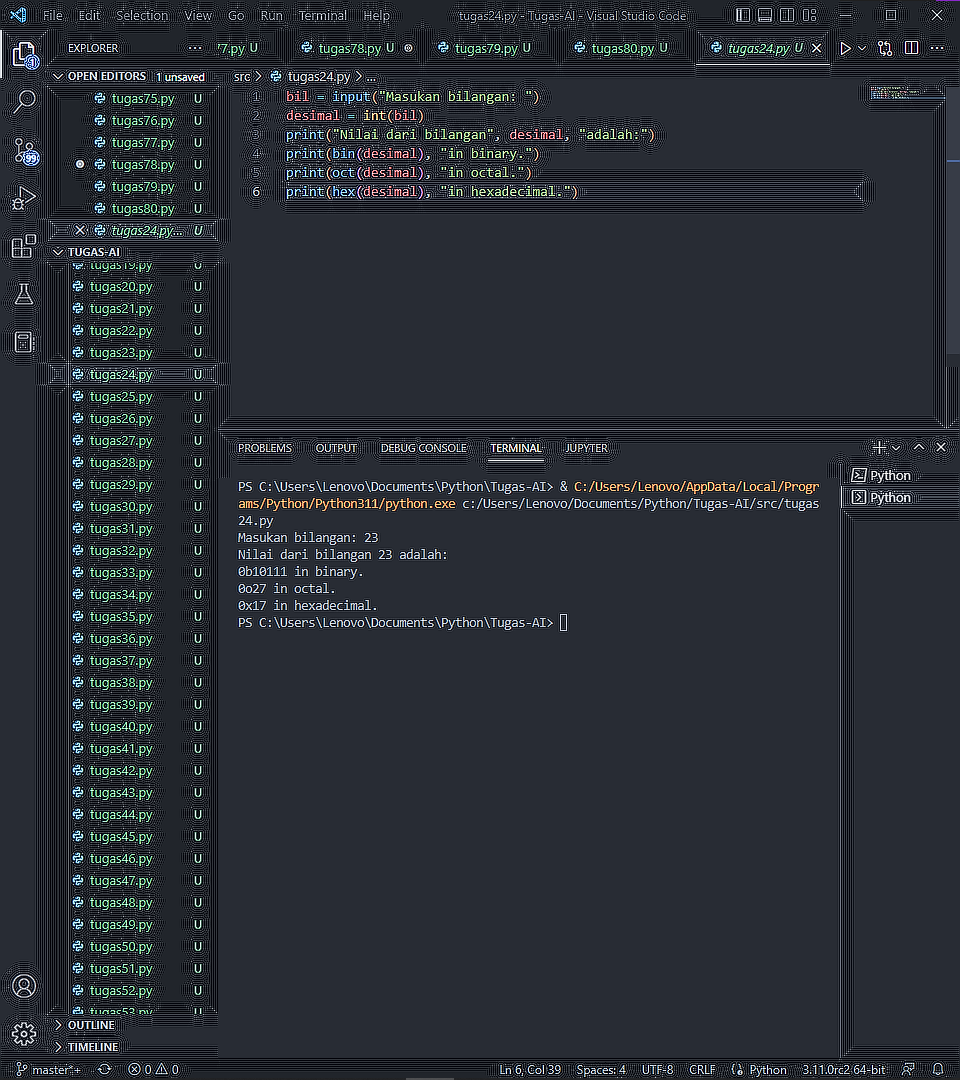 File Edit Selection View Go Run Terminal Help tugas24.py - Tugas-AI - Visual Studio Code
EXPLORER
77.py U tugas78.py U tugas79.py U tugas80.py U tugas24.py U
OPEN EDITORS 1 unsaved
tugas75.py U
tugas76.py U
tugas77.py U
tugas78.py U
tugas79.py U
tugas80.py U
tugas24.py... U
TUGAS-AI
tugas19.py U
tugas20.py U
tugas21.py U
tugas22.py U
tugas23.py U
tugas24.py U
tugas25.py U
tugas26.py U
tugas27.py U
tugas28.py U
tugas29.py U
tugas30.py U
tugas31.py U
tugas32.py U
tugas33.py U
tugas34.py U
tugas35.py U
tugas36.py U
tugas37.py U
tugas38.py U
tugas39.py U
tugas40.py U
tugas41.py U
tugas42.py U
tugas43.py U
tugas44.py U
tugas45.py U
tugas46.py U
tugas47.py U
tugas48.py U
tugas49.py U
tugas50.py U
tugas51.py U
tugas52.py U
tugas53.py U
OUTLINE
TIMELINE
src > tugas24.py > ...
1 bil = input("Masukan bilangan: ")
2 desimal = int(bil)
3 print("Nilai dari bilangan", desimal, "adalah:")
4 print(bin(desimal), "in binary.")
5 print(oct(desimal), "in octal.")
6 print(hex(desimal), "in hexadecimal.")
PROBLEMS OUTPUT DEBUG CONSOLE TERMINAL JUPYTER
PS C:\Users\Lenovo\Documents\Python\Tugas-AI> & C:/Users/Lenovo/AppData/Local/Progr
ams/Python/Python311/python.exe c:/Users/Lenovo/Documents/Python/Tugas-AI/src/tugas
24.py
Masukan bilangan: 23
Nilai dari bilangan 23 adalah:
0b10111 in binary.
0o27 in octal.
0x17 in hexadecimal.
PS C:\Users\Lenovo\Documents\Python\Tugas-AI>
Python
Python
99
1
master*+ 0 0 Ln 6, Col 39 Spaces: 4 UTF-8 CRLF Python 3.11.0rc2 64-bit